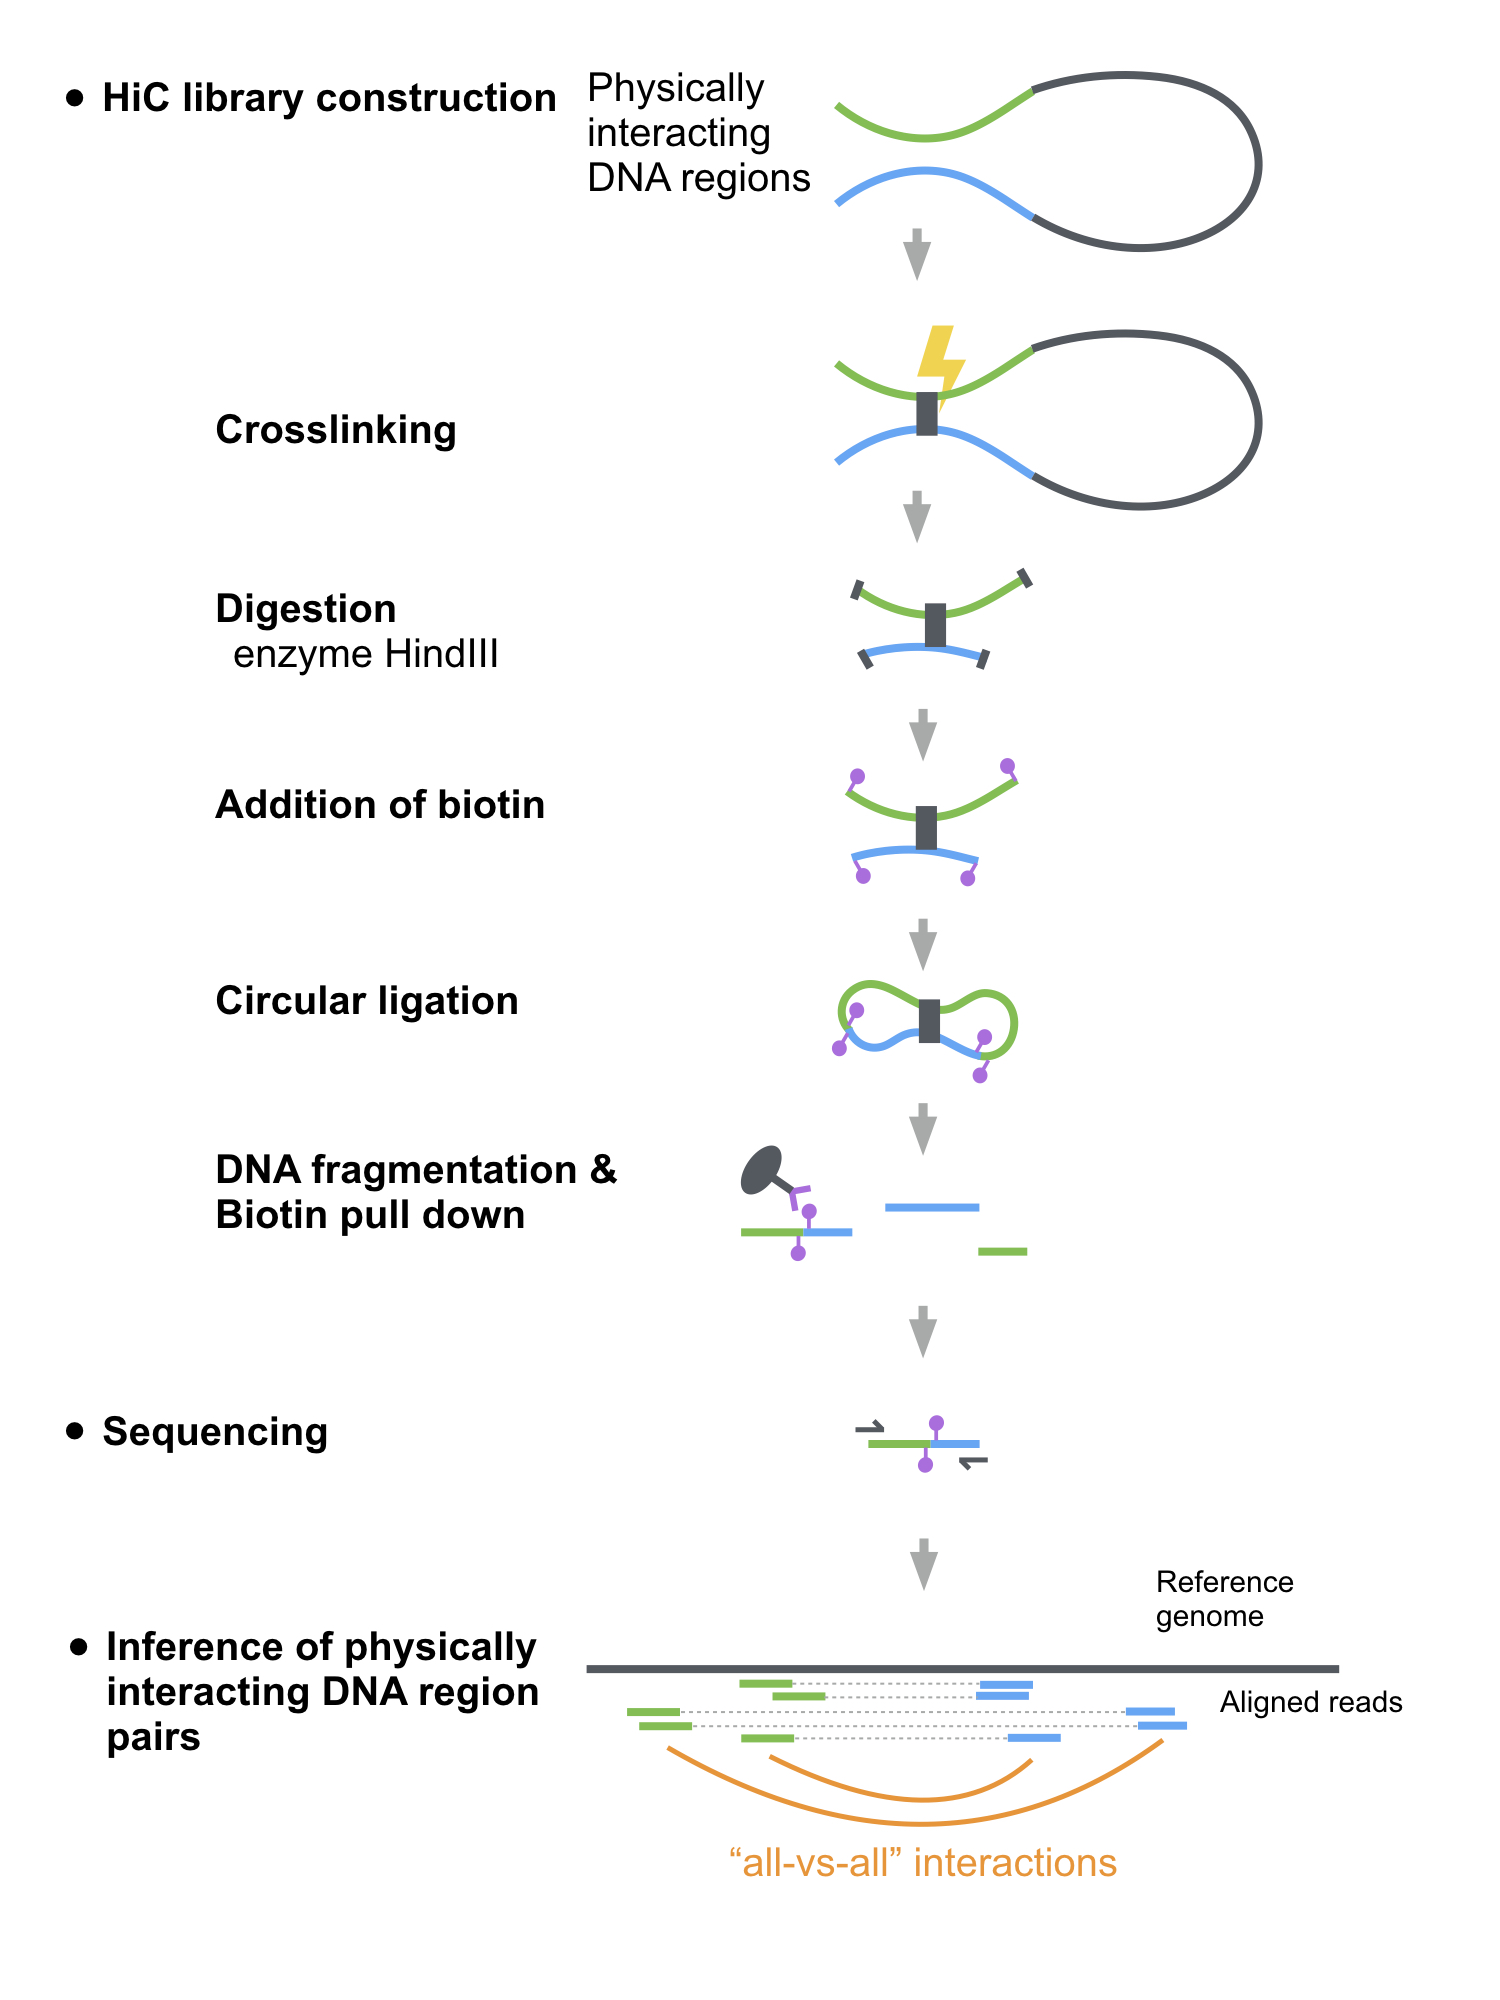 • HiC library construction
Physically
interacting
DNA regions
Crosslinking
Digestion
enzyme HindIII
Addition of biotin
Circular ligation
DNA fragmentation &
Biotin pull down
• Sequencing
Reference
genome
• Inference of physically
interacting DNA region
pairs
Aligned reads
“all-vs-all” interactions